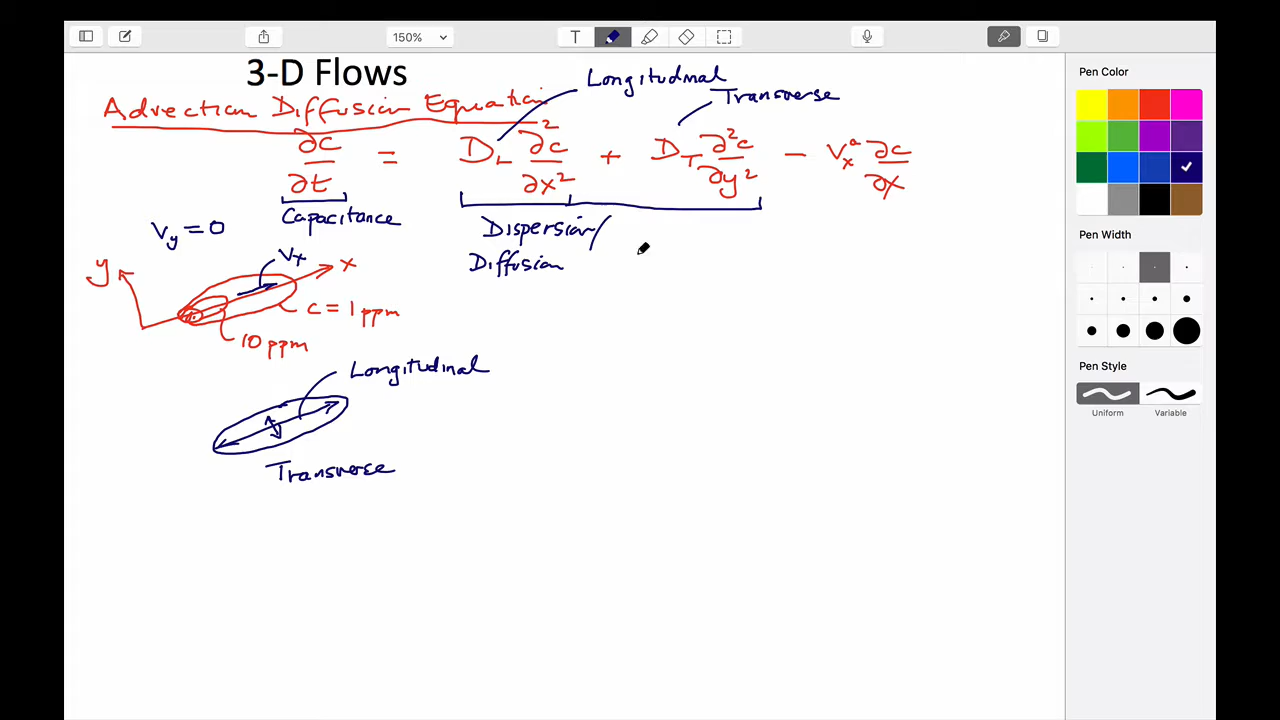 150%
T
3-D Flows
Longitudinal
Transverse
Advection Diffusion Equation
∂c/∂t = D_L ∂²c/∂x² + D_T ∂²c/∂y² − v_x^a ∂c/∂x
Capacitance
Dispersion/
Diffusion
V_y = 0
V_x
y
x
c = 1 ppm
10 ppm
Longitudinal
Transverse
Pen Color
Pen Width
Pen Style
Uniform
Variable